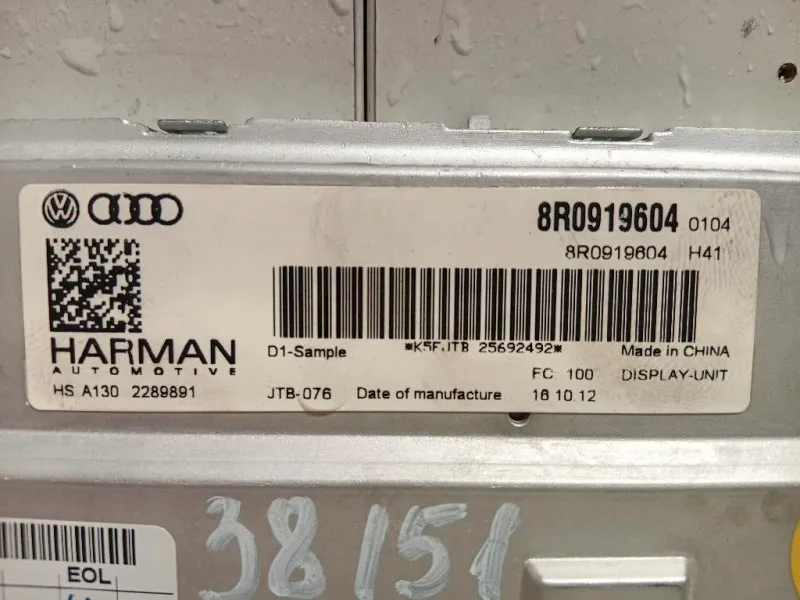 8R0919604 0104
8R0919604 H41
HARMAN
AUTOMOTIVE
D1-Sample *K5FJTB 25692492* Made in CHINA
FC 100 DISPLAY-UNIT
HS A130 2289891 JTB-076 Date of manufacture 16 10.12
38151
EOL